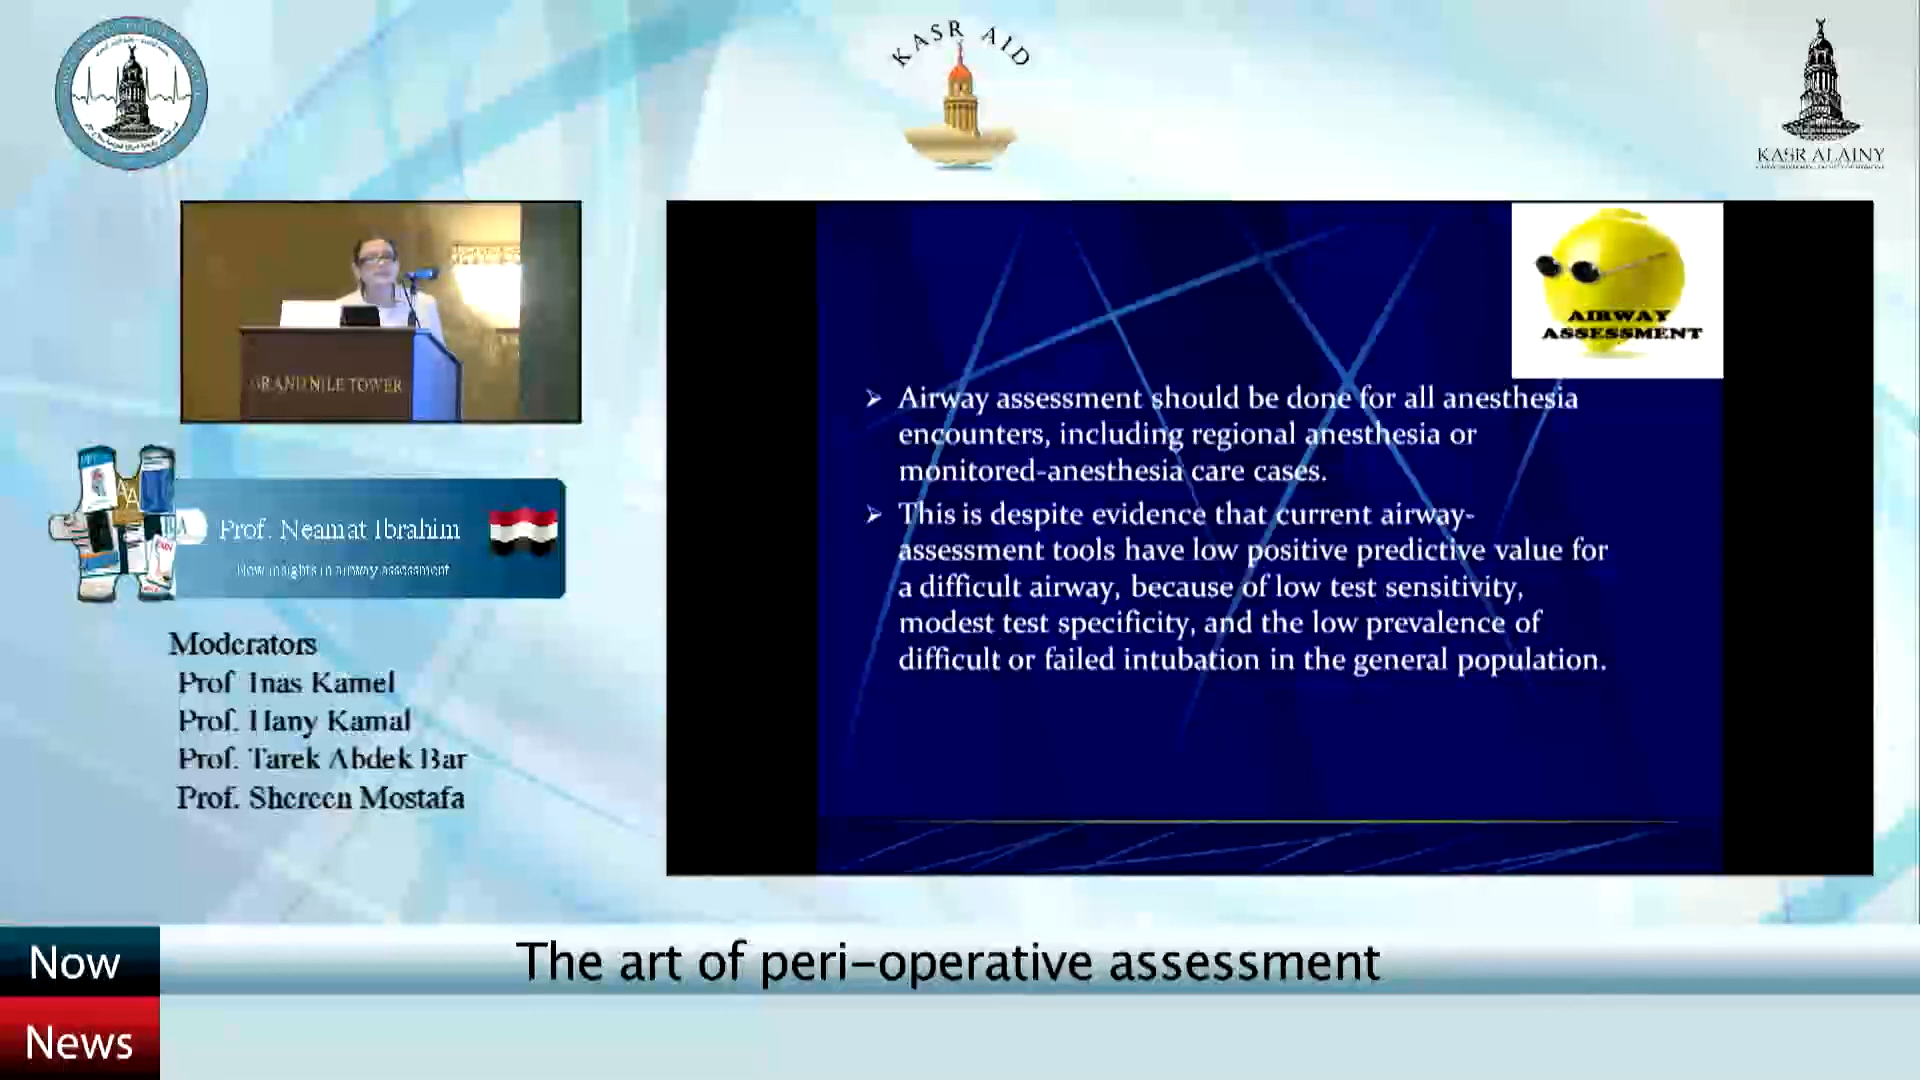 KASR AID
KASR ALAINY
GRAND NILE TOWER
AIRWAY
ASSESSMENT
➢ Airway assessment should be done for all anesthesia
encounters, including regional anesthesia or
monitored-anesthesia care cases.
➢ This is despite evidence that current airway-
assessment tools have low positive predictive value for
a difficult airway, because of low test sensitivity,
modest test specificity, and the low prevalence of
difficult or failed intubation in the general population.
Prof. Neamat Ibrahim
New insights in airway assessment
Moderators
Prof Inas Kamel
Prof. Hany Kamal
Prof. Tarek Abdek Bar
Prof. Shereen Mostafa
Now
The art of peri-operative assessment
News